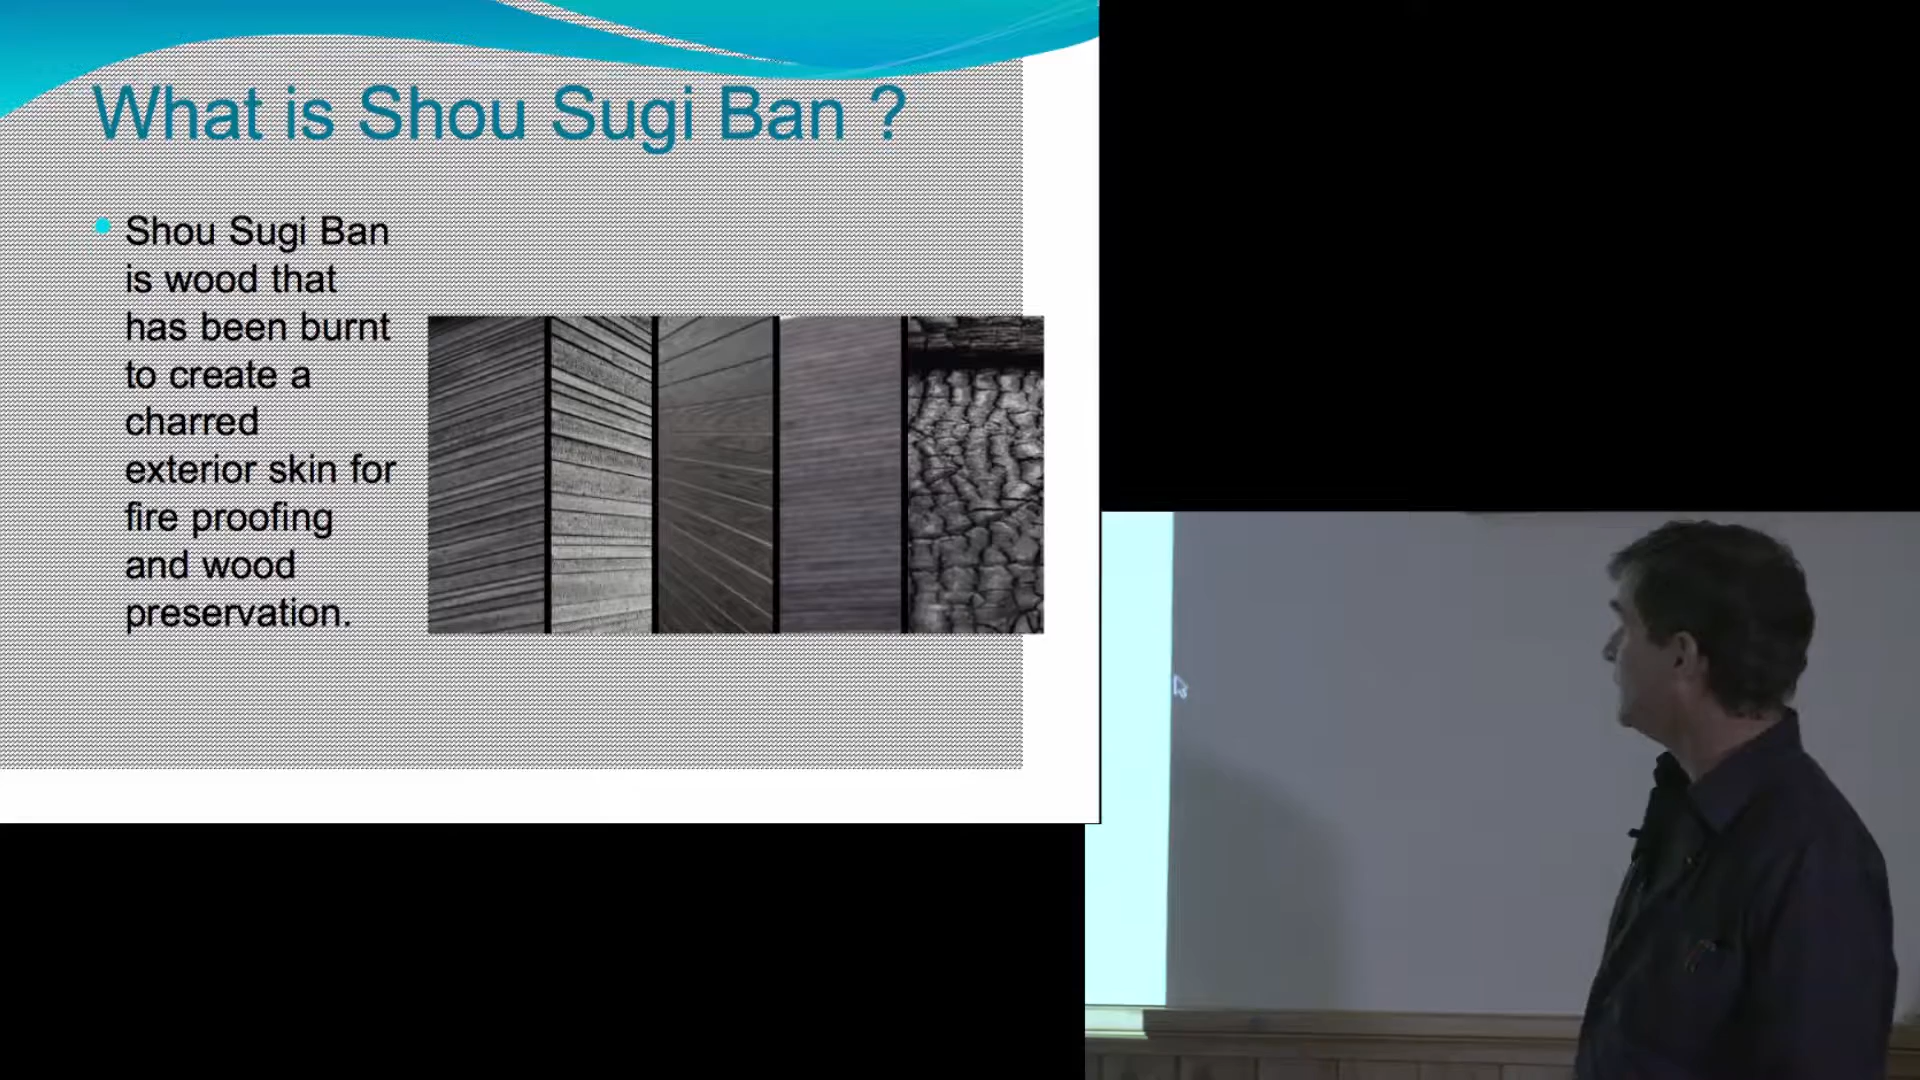 What is Shou Sugi Ban ?
Shou Sugi Ban
is wood that
has been burnt
to create a
charred
exterior skin for
fire proofing
and wood
preservation.